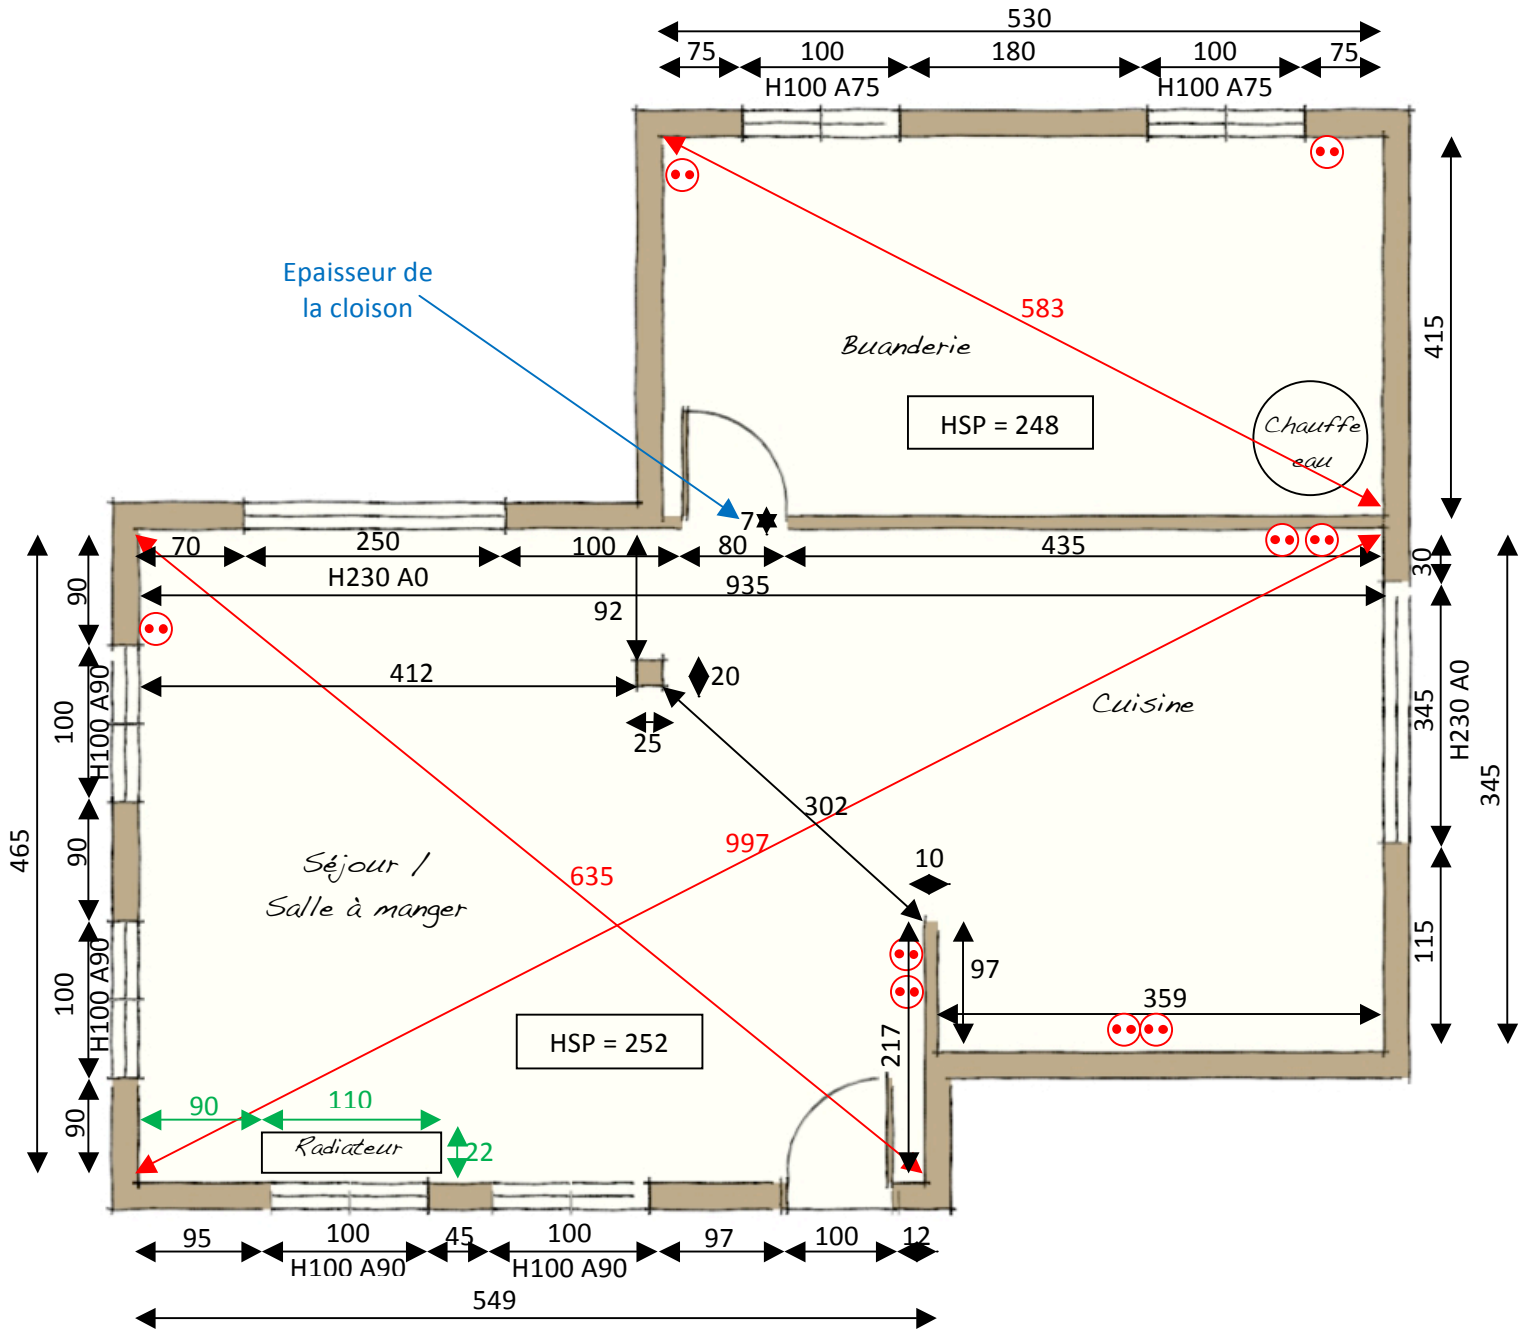 530
75
100
180
100
75
H100 A75
H100 A75
Epaisseur de
la cloison
583
415
Buanderie
HSP = 248
Chauffe
eau
7
70
250
100
80
435
H230 A0
935
30
90
92
412
20
25
Cuisine
100
H100 A90
345
H230 A0
345
302
465
90
997
10
Séjour /
Salle à manger
635
115
97
359
100
H100 A90
217
HSP = 252
90
90
110
Radiateur
22
95
100
45
100
97
100
12
H100 A90
H100 A90
549